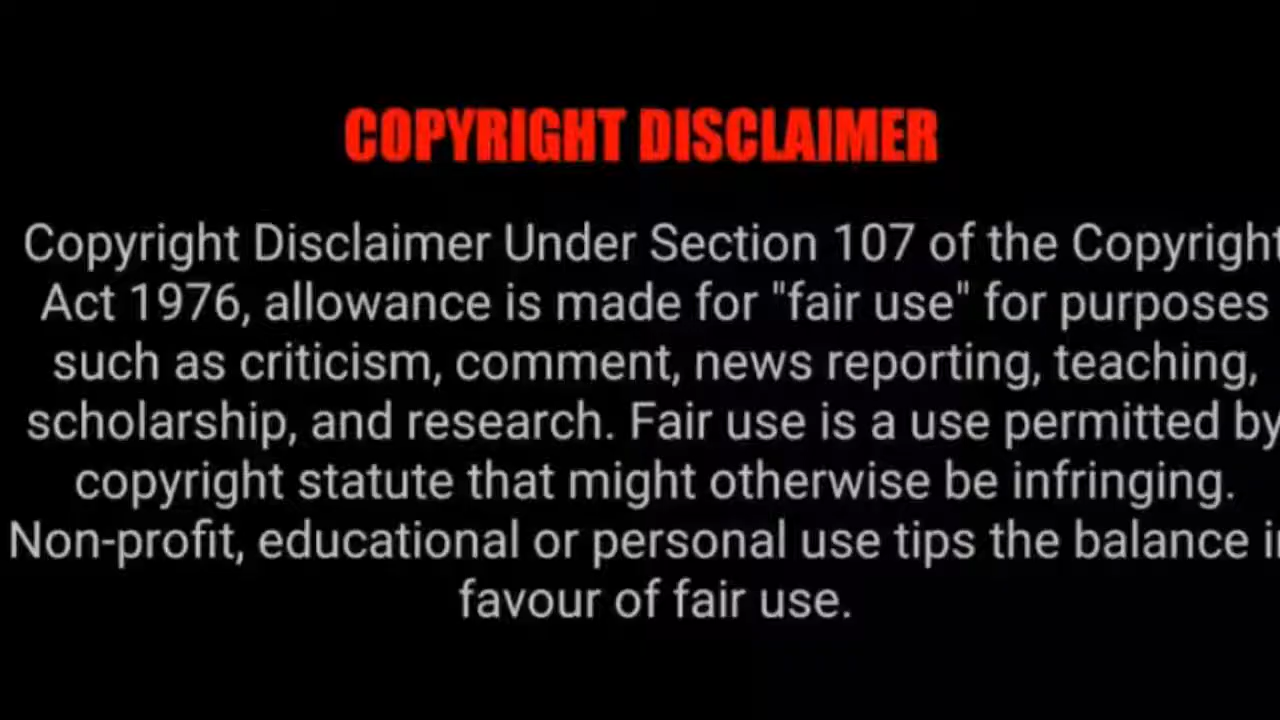 COPYRIGHT DISCLAIMER
Copyright Disclaimer Under Section 107 of the Copyright
Act 1976, allowance is made for "fair use" for purposes
such as criticism, comment, news reporting, teaching,
scholarship, and research. Fair use is a use permitted by
copyright statute that might otherwise be infringing.
Non-profit, educational or personal use tips the balance in
favour of fair use.